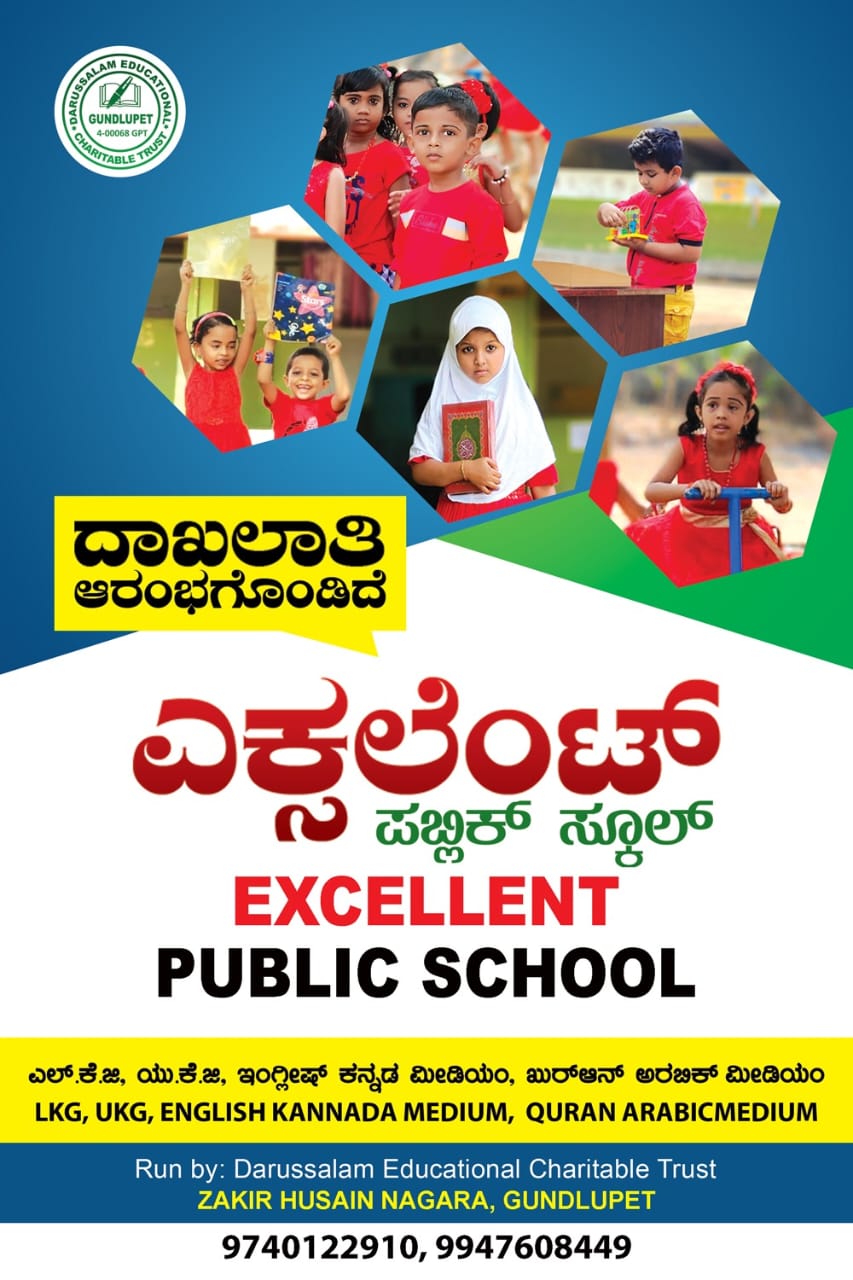 DARUSSALAM EDUCATIONAL
GUNDLUPET
4-00068 GPT
CHARITABLE TRUST
Stars
ದಾಖಲಾತಿ
ಆರಂಭಗೊಂಡಿದೆ
ಎಕ್ಸಲೆಂಟ್
ಪಬ್ಲಿಕ್ ಸ್ಕೂಲ್
EXCELLENT
PUBLIC SCHOOL
ಎಲ್.ಕೆ.ಜಿ, ಯು.ಕೆ.ಜಿ, ಇಂಗ್ಲೀಷ್ ಕನ್ನಡ ಮೀಡಿಯಂ, ಖುರ್ಆನ್ ಅರಬಿಕ್ ಮೀಡಿಯಂ
LKG, UKG, ENGLISH KANNADA MEDIUM, QURAN ARABICMEDIUM
Run by: Darussalam Educational Charitable Trust
ZAKIR HUSAIN NAGARA, GUNDLUPET
9740122910, 9947608449